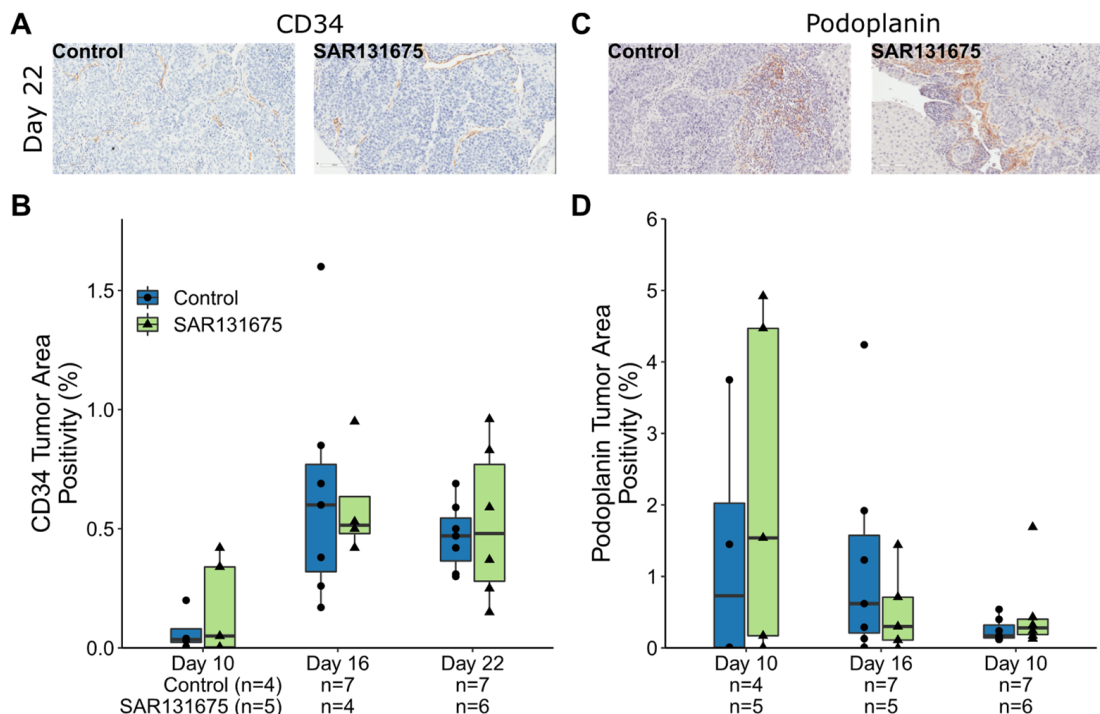 A
CD34
Control
SAR131675
Day 22
C
Podoplanin
Control
SAR131675
B
CD34 Tumor Area
Positivity (%)
1.5
1.0
0.5
0.0
Control
SAR131675
Day 10
Day 16
Day 22
Control (n=4)
n=7
n=7
SAR131675 (n=5)
n=4
n=6
D
Podoplanin Tumor Area
Positivity (%)
6
5
4
3
2
1
0
Day 10
Day 16
Day 10
n=4
n=7
n=7
n=5
n=5
n=6